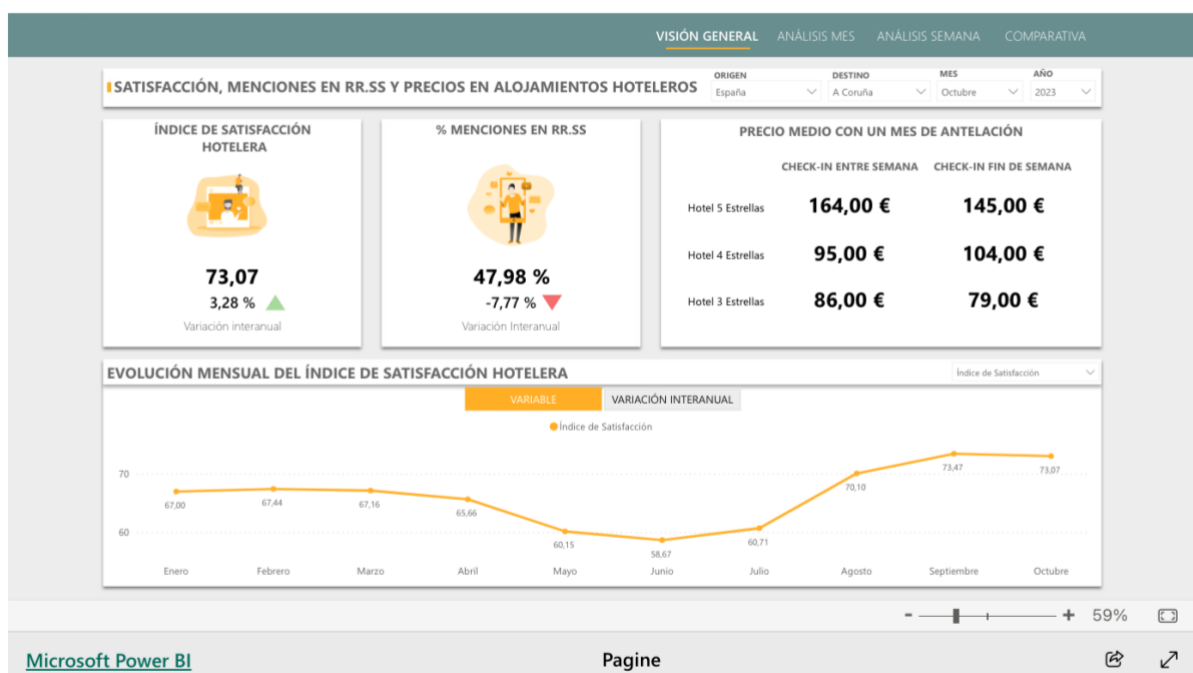 VISIÓN GENERAL ANÁLISIS MES ANÁLISIS SEMANA COMPARATIVA
SATISFACCIÓN, MENCIONES EN RR.SS Y PRECIOS EN ALOJAMIENTOS HOTELEROS
ORIGEN DESTINO MES AÑO
España A Coruña Octubre 2023
ÍNDICE DE SATISFACCIÓN
HOTELERA
73,07
3,28 %
Variación interanual
% MENCIONES EN RR.SS
47,98 %
-7,77 %
Variación Interanual
PRECIO MEDIO CON UN MES DE ANTELACIÓN
CHECK-IN ENTRE SEMANA CHECK-IN FIN DE SEMANA
Hotel 5 Estrellas 164,00 € 145,00 €
Hotel 4 Estrellas 95,00 € 104,00 €
Hotel 3 Estrellas 86,00 € 79,00 €
EVOLUCIÓN MENSUAL DEL ÍNDICE DE SATISFACCIÓN HOTELERA
Índice de Satisfacción
VARIABLE VARIACIÓN INTERANUAL
Índice de Satisfacción
70
60
67,00 67,44 67,16 65,66 60,15 58,67 60,71 70,10 73,47 73,07
Enero Febrero Marzo Abril Mayo Junio Julio Agosto Septiembre Octubre
- + 59%
Microsoft Power BI Pagine